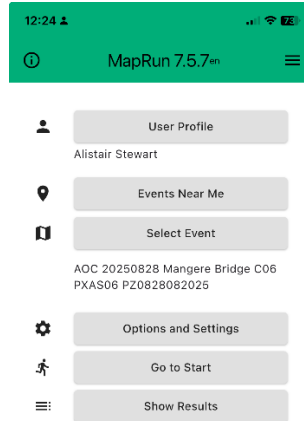 12:24
73
MapRun 7.5.7en
User Profile
Alistair Stewart
Events Near Me
Select Event
AOC 20250828 Mangere Bridge C06
PXAS06 PZ0828082025
Options and Settings
Go to Start
Show Results